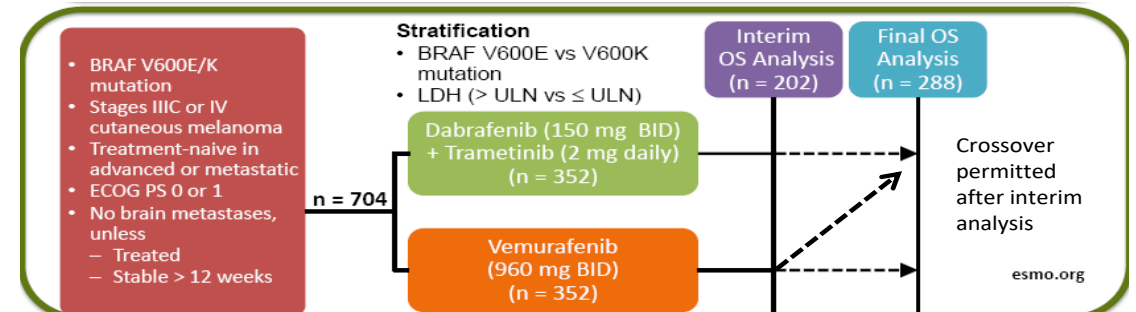 • BRAF V600E/K
mutation
• Stages IIIC or IV
cutaneous melanoma
• Treatment-naive in
advanced or metastatic
• ECOG PS 0 or 1
• No brain metastases,
unless
– Treated
– Stable > 12 weeks
n = 704
Stratification
• BRAF V600E vs V600K
mutation
• LDH (> ULN vs ≤ ULN)
Dabrafenib (150 mg BID)
+ Trametinib (2 mg daily)
(n = 352)
Vemurafenib
(960 mg BID)
(n = 352)
Interim
OS Analysis
(n = 202)
Final OS
Analysis
(n = 288)
Crossover
permitted
after interim
analysis
esmo.org